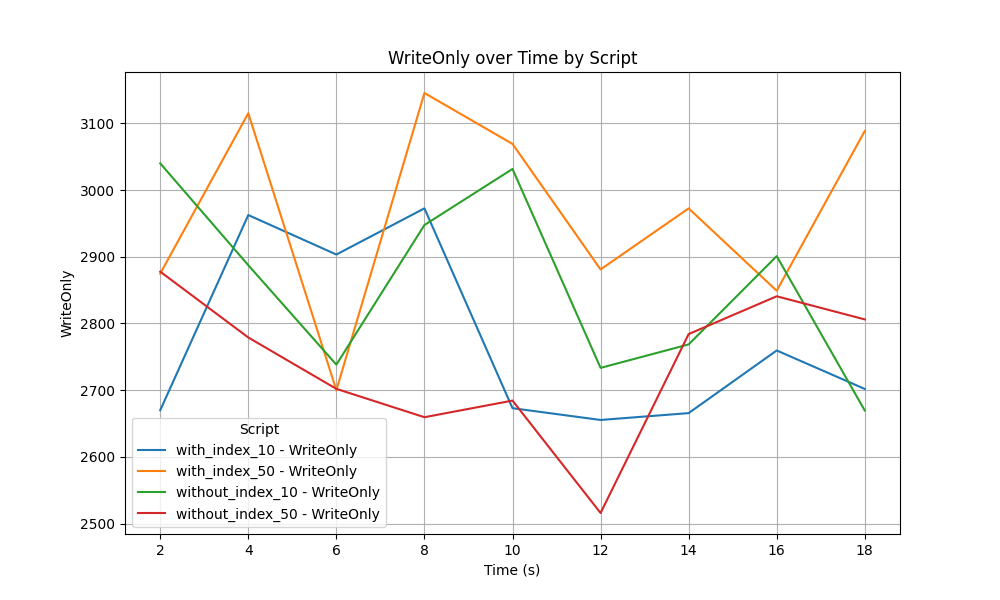 WriteOnly over Time by Script
WriteOnly
3100
3000
2900
2800
2700
2600
2500
Script
with_index_10 - WriteOnly
with_index_50 - WriteOnly
without_index_10 - WriteOnly
without_index_50 - WriteOnly
2 4 6 8 10 12 14 16 18
Time (s)